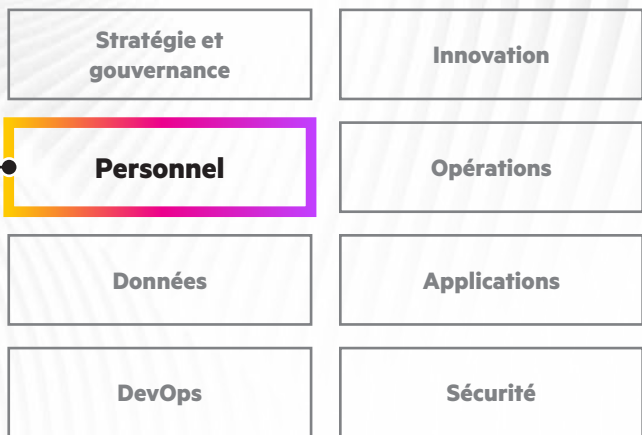 Stratégie et
gouvernance
Innovation
Personnel
Opérations
Données
Applications
DevOps
Sécurité